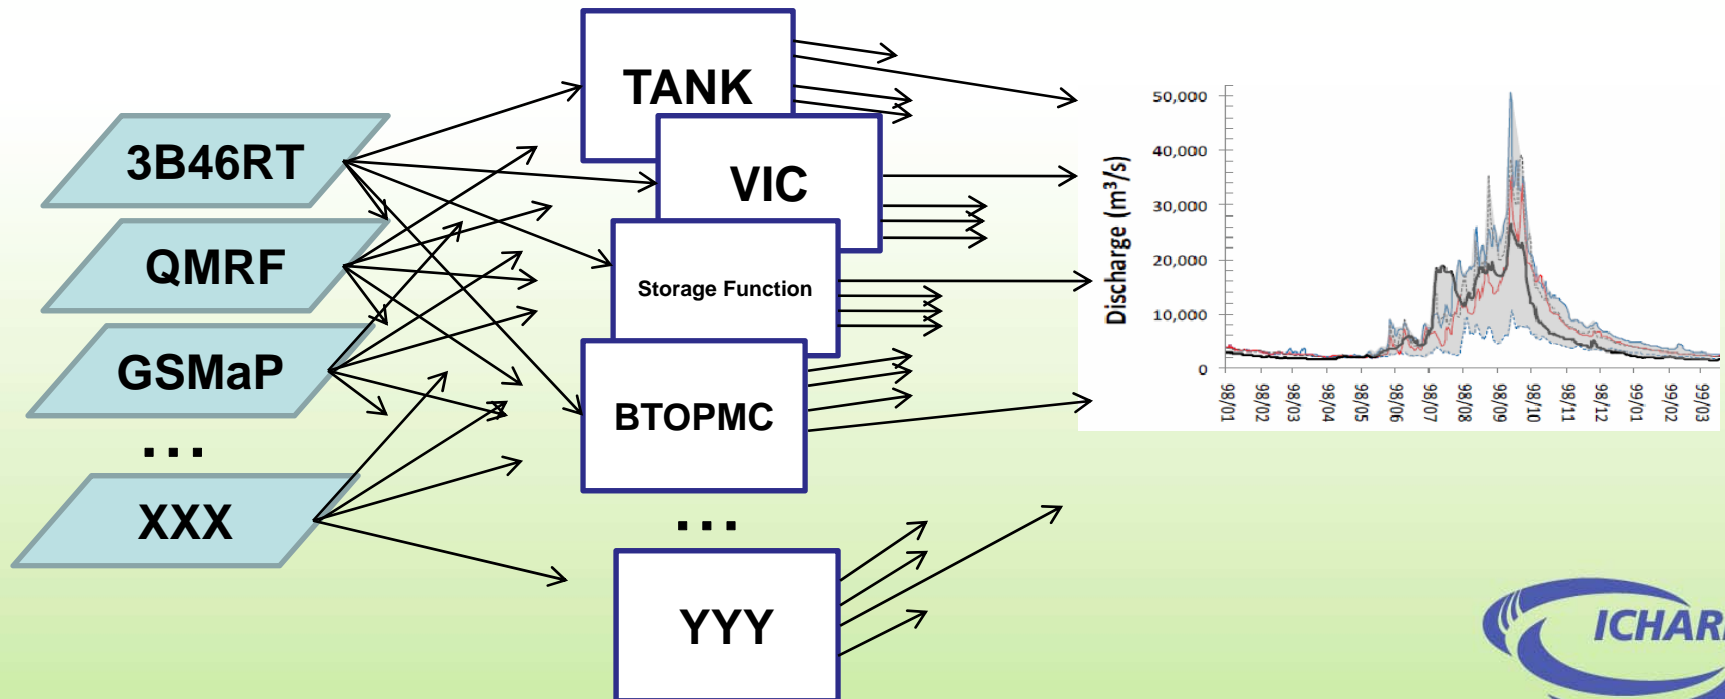 3B46RT
QMRF
GSMaP
...
XXX
TANK
VIC
Storage Function
BTOPMC
...
YYY
Discharge (m³/s)
50,000
40,000
30,000
20,000
10,000
0
98/01
98/02
98/03
98/04
98/05
98/06
98/07
98/08
98/09
98/10
98/11
98/12
99/01
99/02
99/03
ICHAR